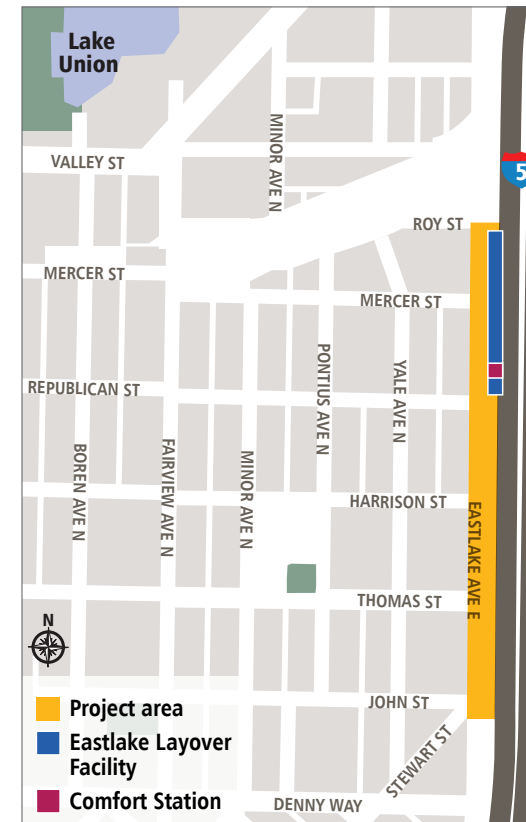 Lake
Union
MINOR AVE N
VALLEY ST
5
ROY ST
MERCER ST
MERCER ST
PONTIUS AVE N
YALE AVE N
REPUBLICAN ST
BOREN AVE N
FAIRVIEW AVE N
MINOR AVE N
HARRISON ST
EASTLAKE AVE E
THOMAS ST
N
JOHN ST
Project area
Eastlake Layover
Facility
STEWART ST
Comfort Station
DENNY WAY